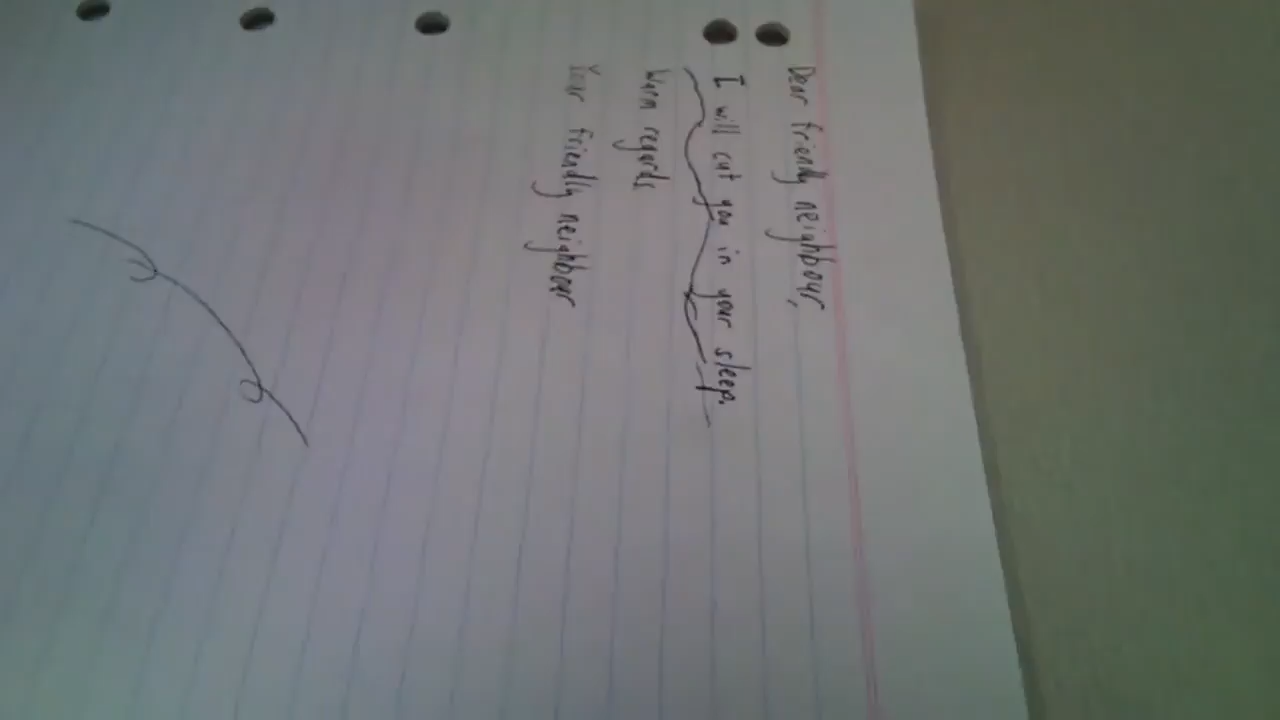 Dear friendly neighbour,
I will cut you in your sleep.
Warm regards
Your friendly neighbour